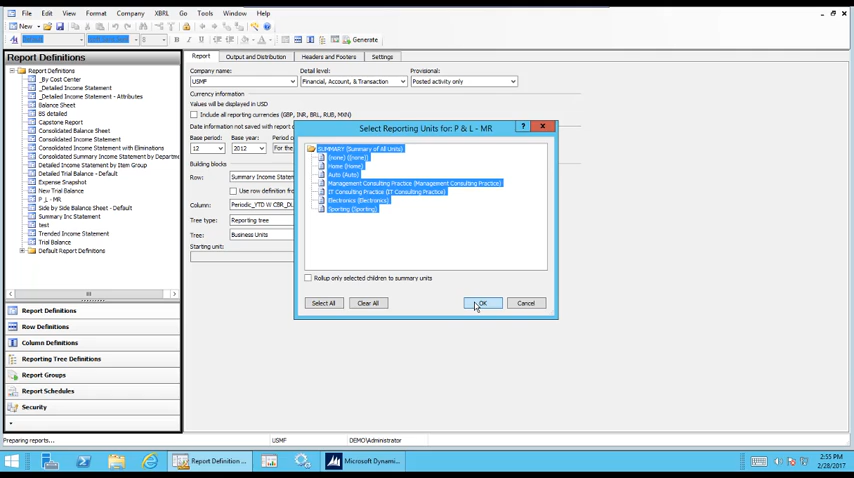 File Edit View Format Company XBRL Go Tools Window Help
New
Generate
Report Definitions
Report Definitions
_By Cost Center
_Detailed Income Statement
_Detailed Income Statement - Attributes
Balance Sheet
BS detailed
Capstone
Consolidated Balance Sheet
Consolidated Income Statement
Consolidated Income Statement with Eliminations
Consolidated Summary Income Statement by Departmen
Detailed Income Statement by Item Group
Detailed Trial Balance - Default
Expense Snapshot
New Trial Balance
P_L - MR
Side by Side Balance Sheet - Default
Summary Inc Statement
test
Trended Income Statement
Trial Balance
Default Report Definitions
Report Definitions
Row Definitions
Column Definitions
Reporting Tree Definitions
Report Groups
Report Schedules
Security
Report Output and Distribution Headers and Footers Settings
Company name: Detail level: Provisional:
USMF Financial, Account, & Transaction Posted activity only
Currency information
Values will be displayed in USD
Include all reporting currencies (GBP, INR, BRL, RUB, MXN)
Date information not saved with report
Base period: Base year: Period
12 2012 For the
Building blocks
Row: Summary Income Statem
Use row definition from
Column: Periodic_YTD W CBR_DL
Tree type: Reporting tree
Tree: Business Units
Starting unit:
Select Reporting Units for: P & L - MR
SUMMARY (Summary of All Units)
(none) ((none))
Home (Home)
Auto (Auto)
Management Consulting Practice (Management Consulting Practice)
IT Consulting Practice (IT Consulting Practice)
Electronics (Electronics)
Sporting (Sporting)
Rollup only selected children to summary units
Select All Clear All OK Cancel
Preparing reports... USMF DEMO\Administrator
Report Definition ... Microsoft Dynami...
2:55 PM
2/28/2017